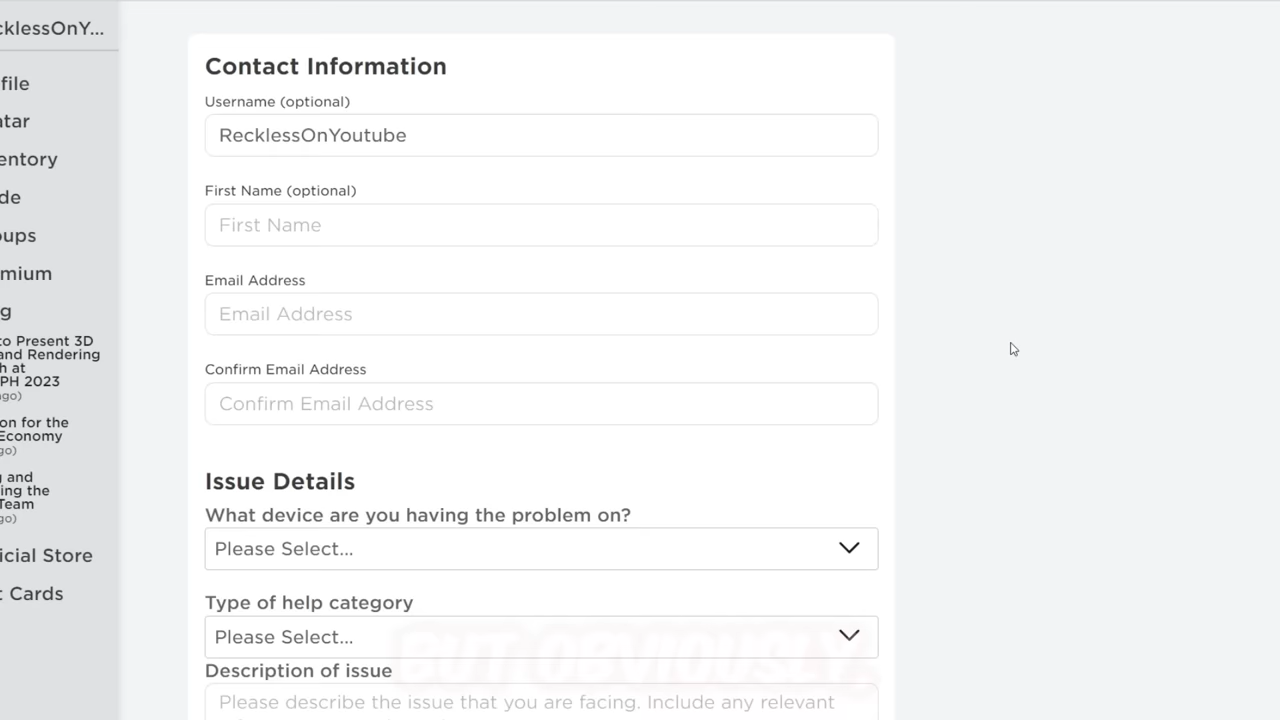 cklessOnY...
file
atar
entory
de
oups
mium
g
to Present 3D
and Rendering
h at
PH 2023
ago)
on for the
Economy
go)
g and
ing the
Team
go)
icial Store
t Cards
Contact Information
Username (optional)
RecklessOnYoutube
First Name (optional)
First Name
Email Address
Email Address
Confirm Email Address
Confirm Email Address
Issue Details
What device are you having the problem on?
Please Select...
Type of help category
Please Select...
BUT OBVIOUSLY,
Description of issue
Please describe the issue that you are facing. Include any relevant